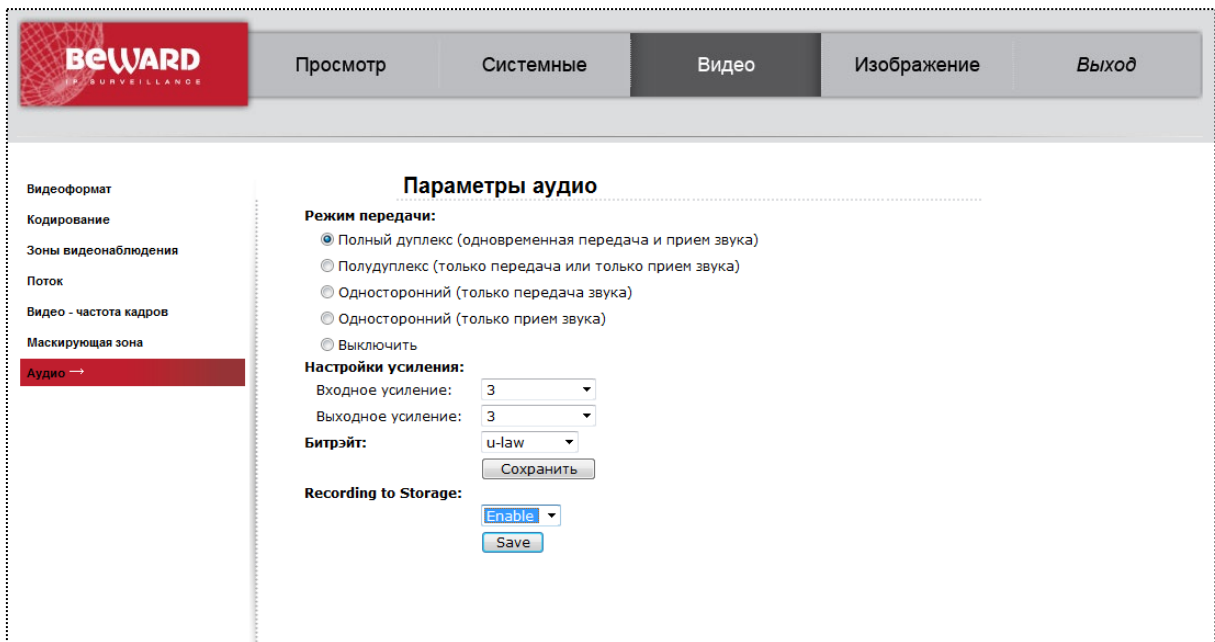 BEWARD
IP SURVEILLANCE
Просмотр Системные Видео Изображение Выход
Видеоформат
Кодирование
Зоны видеонаблюдения
Поток
Видео - частота кадров
Маскирующая зона
Аудио →
Параметры аудио
Режим передачи:
Полный дуплекс (одновременная передача и прием звука)
Полудуплекс (только передача или только прием звука)
Односторонний (только передача звука)
Односторонний (только прием звука)
Выключить
Настройки усиления:
Входное усиление: 3
Выходное усиление: 3
Битрэйт: u-law
Сохранить
Recording to Storage:
Enable
Save